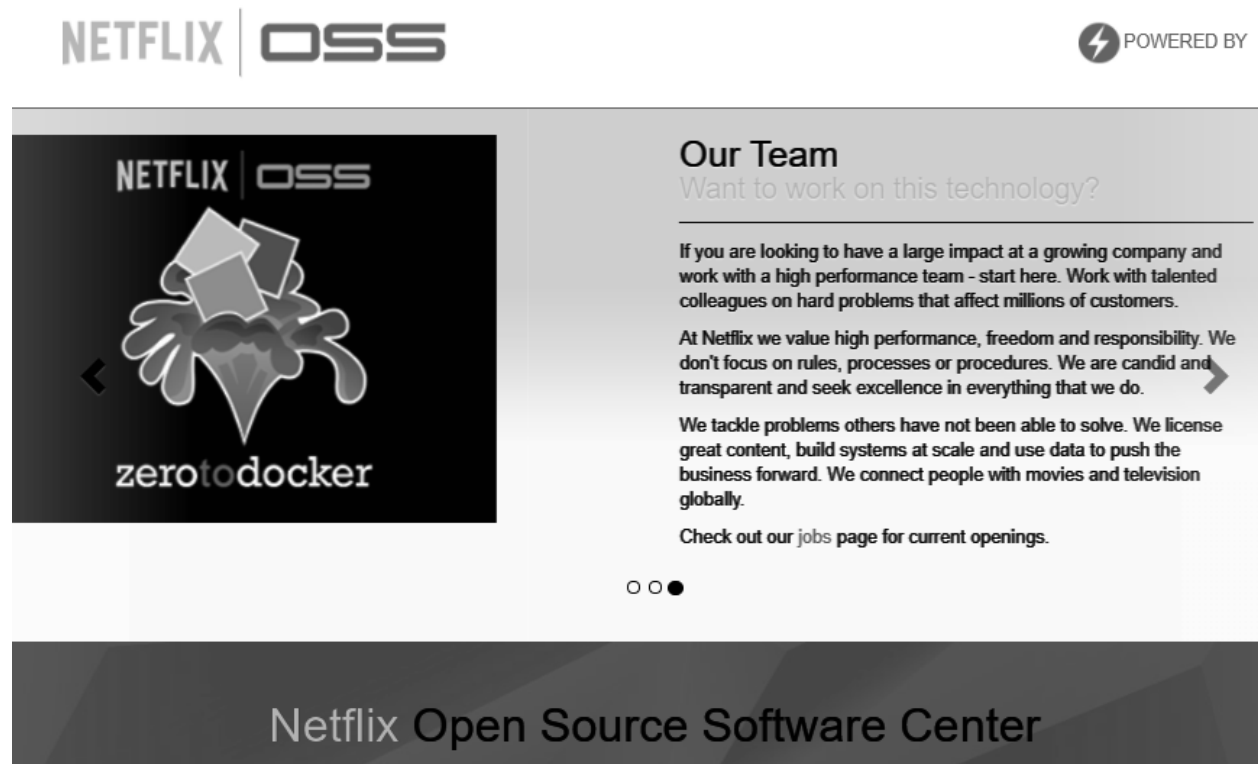 NETFLIX OSS
POWERED BY
NETFLIX OSS
zerotodocker
Our Team
Want to work on this technology?
If you are looking to have a large impact at a growing company and
work with a high performance team - start here. Work with talented
colleagues on hard problems that affect millions of customers.
At Netflix we value high performance, freedom and responsibility. We
don't focus on rules, processes or procedures. We are candid and
transparent and seek excellence in everything that we do.
We tackle problems others have not been able to solve. We license
great content, build systems at scale and use data to push the
business forward. We connect people with movies and television
globally.
Check out our jobs page for current openings.
Netflix Open Source Software Center